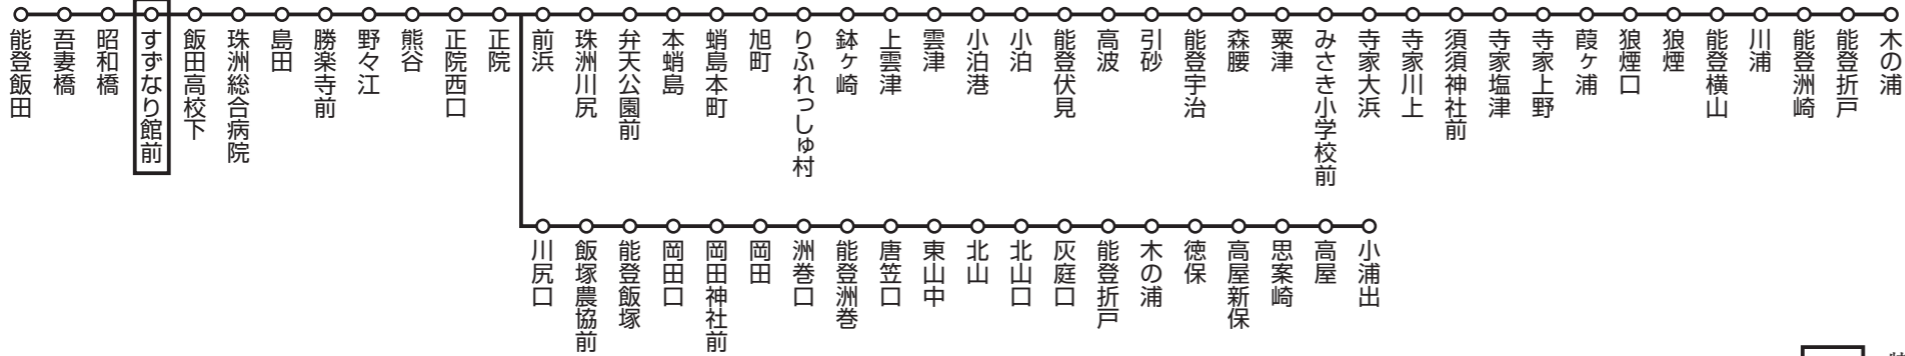 能登飯田
吾妻橋
昭和橋
すずなり館前
飯田高校下
珠洲総合病院
島田
勝楽寺前
野々江
熊谷
正院西口
正院
前浜
珠洲川尻
弁天公園前
本蛸島
蛸島本町
旭町
りふれっしゅ村
鉢ヶ崎
上雲津
雲津
小泊港
小泊
能登伏見
高波
引砂
能登宇治
森腰
粟津
みさき小学校前
寺家大浜
寺家川上
須須神社前
寺家塩津
寺家上野
葭ヶ浦
狼煙口
狼煙
能登横山
川浦
能登洲崎
能登折戸
木の浦
川尻口
飯塚農協前
能登飯塚
岡田口
岡田神社前
岡田
洲巻口
能登洲巻
唐笠口
東山中
北山
北山口
灰庭口
能登折戸
木の浦
徳保
高屋新保
思案崎
高屋
小浦出